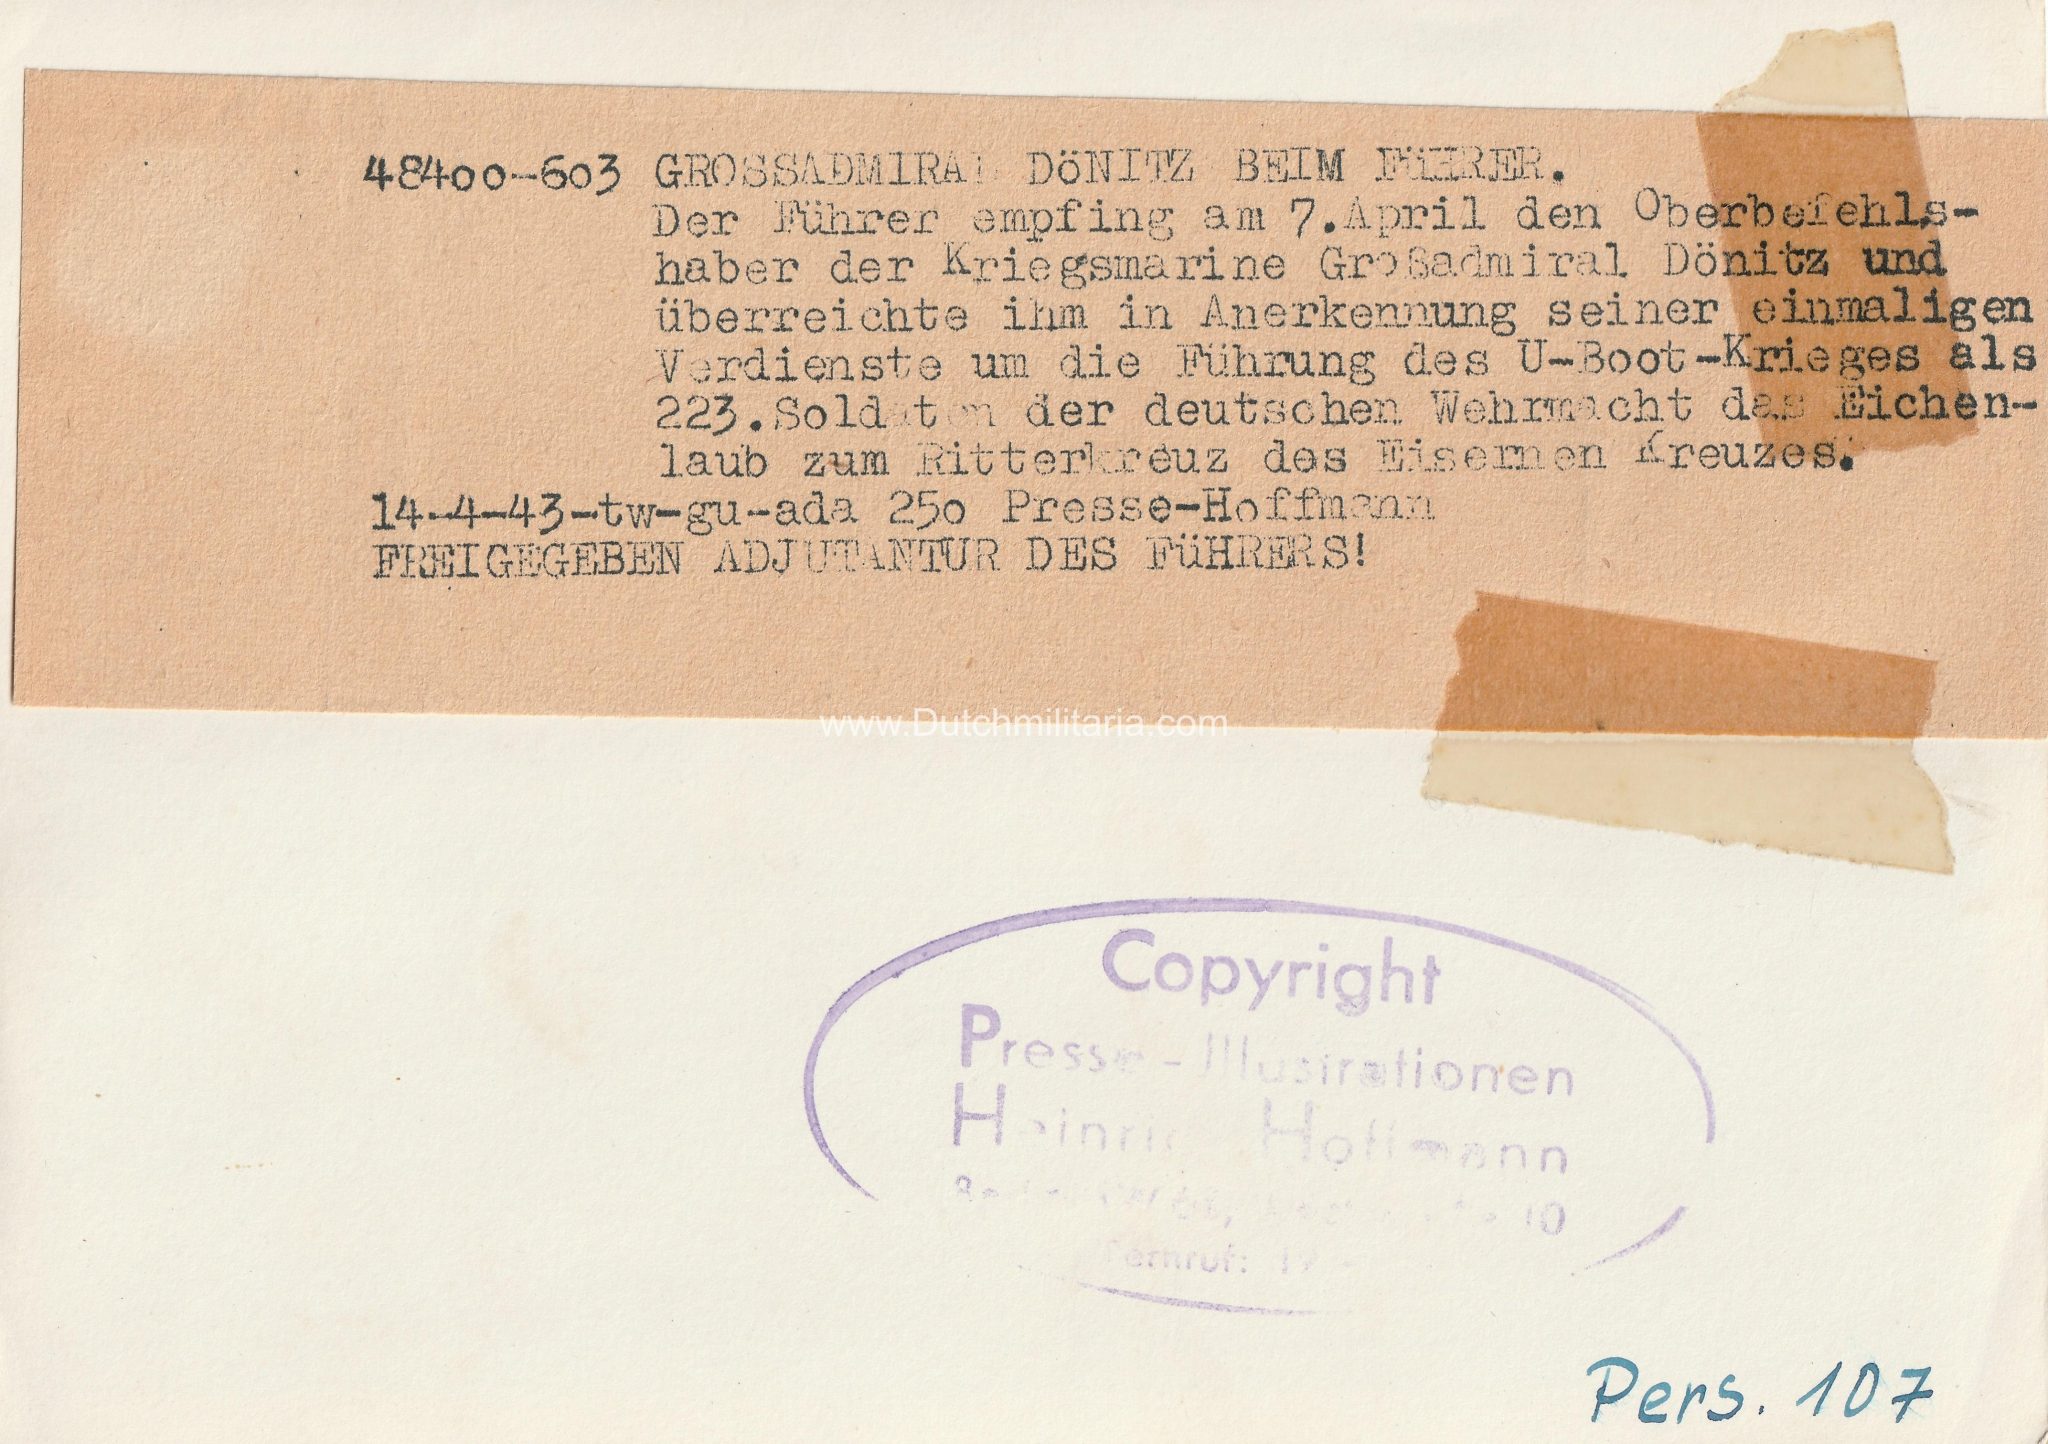 48400-603 GROSSADMIRAL DÖNITZ BEIM FüHRER.
Der Führer empfing am 7.April den Oberbefehls-
haber der Kriegsmarine Großadmiral Dönitz und
überreichte ihm in Anerkennung seiner einmaligen
Verdienste um die Führung des U-Boot-Krieges als
223.Soldaten der deutschen Wehrmacht das Eichen-
laub zum Ritterkreuz des Eisernen Kreuzes.
14-4-43-tw-gu-ada 25o Presse-Hoffmann
FREIGEGEBEN ADJUTANTUR DES FüHRERS!
www.Dutchmilitaria.com
Copyright
Presse-Illustrationen
Heinrich Hoffmann
10
Fernruf:
Pers. 107